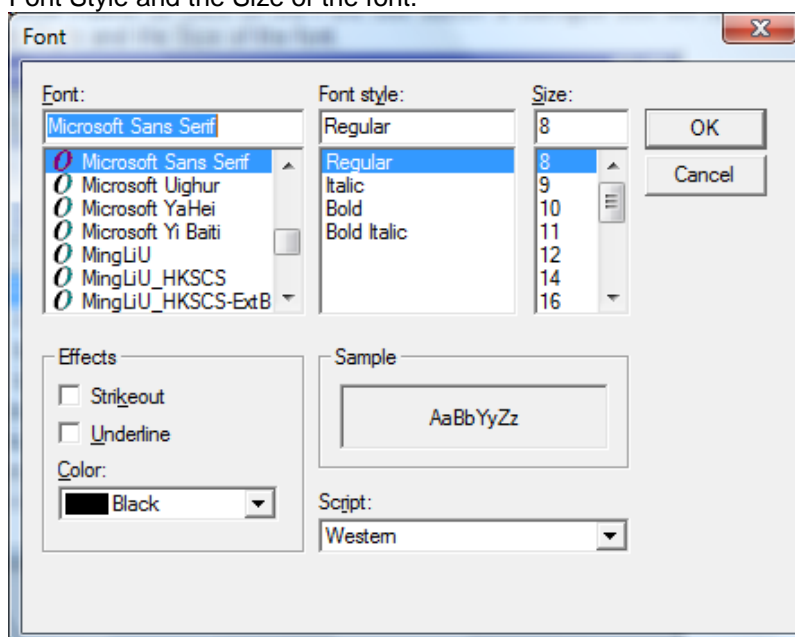 Font Style and the Size of the font.
Font
Font: Font style: Size:
Microsoft Sans Serif Regular 8 OK
Microsoft Sans Serif Regular 8 Cancel
Microsoft Uighur Italic 9
Microsoft YaHei Bold 10
Microsoft Yi Baiti Bold Italic 11
MingLiU 12
MingLiU_HKSCS 14
MingLiU_HKSCS-ExtB 16
Effects Sample
Strikeout
AaBbYyZz
Underline
Color:
Black Script:
Western